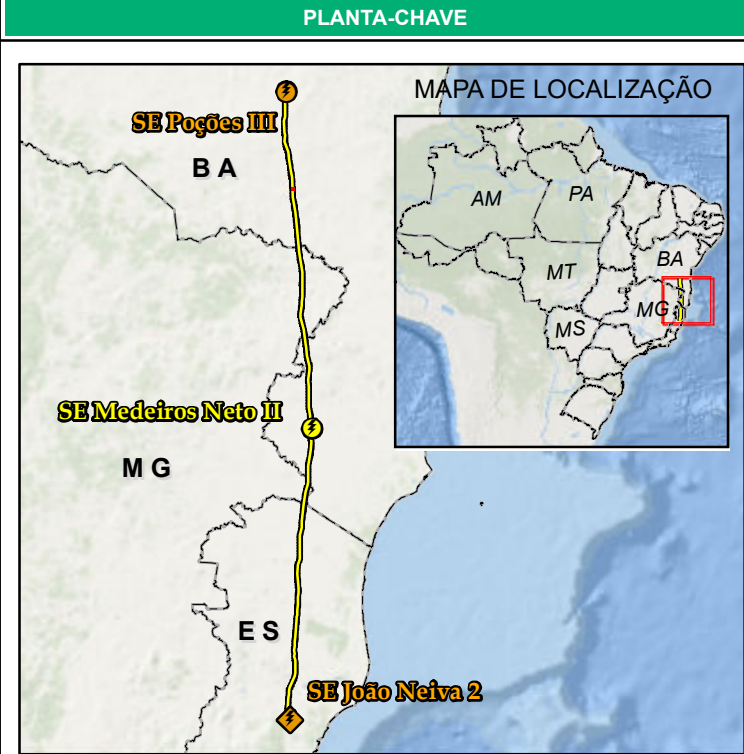 PLANTA-CHAVE
MAPA DE LOCALIZAÇÃO
SE Poções III
B A
AM
PA
BA
MT
MG
MS
SE Medeiros Neto II
M G
E S
SE João Neiva 2